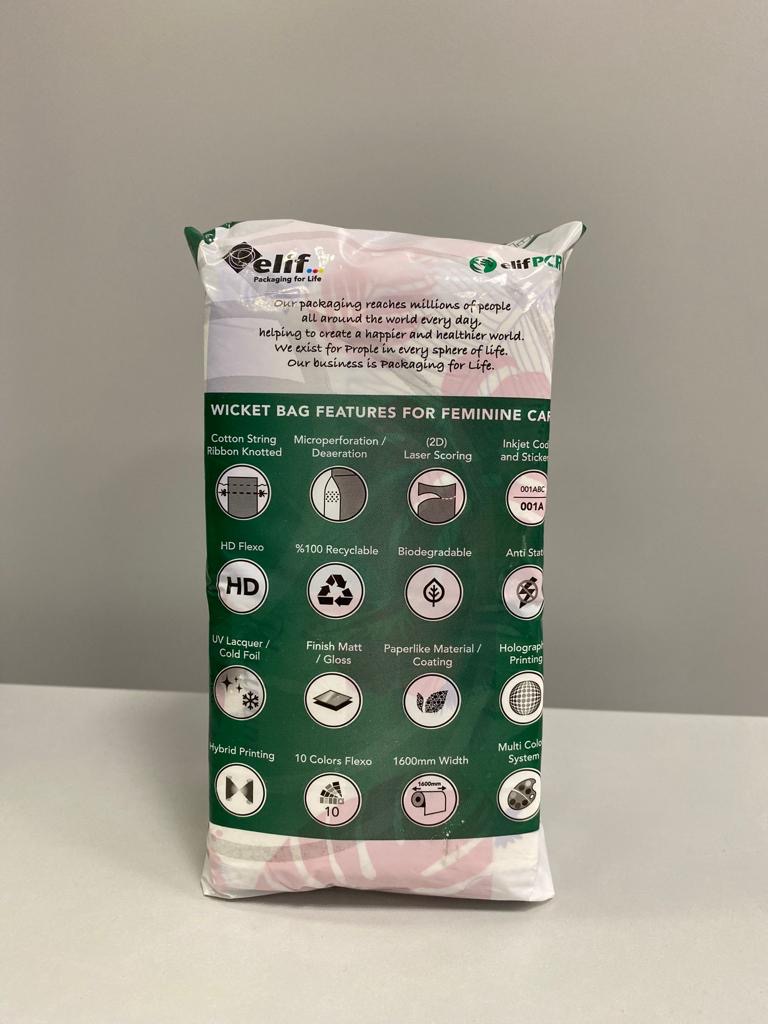 elif...
Packaging for Life
elif PCR
Our packaging reaches millions of people
all around the world every day,
helping to create a happier and healthier world.
We exist for Prople in every sphere of life.
Our business is Packaging for Life.
WICKET BAG FEATURES FOR FEMININE CAR
Cotton String
Ribbon Knotted
Microperforation /
Deaeration
(2D)
Laser Scoring
Inkjet Cod
and Sticke
001ABC
001A
HD Flexo
%100 Recyclable
Biodegradable
Anti Stat
HD
UV Lacquer /
Cold Foil
Finish Matt
/ Gloss
Paperlike Material /
Coating
Holograph
Printing
Hybrid Printing
10 Colors Flexo
1600mm Width
Multi Colo
System
10
1600mm